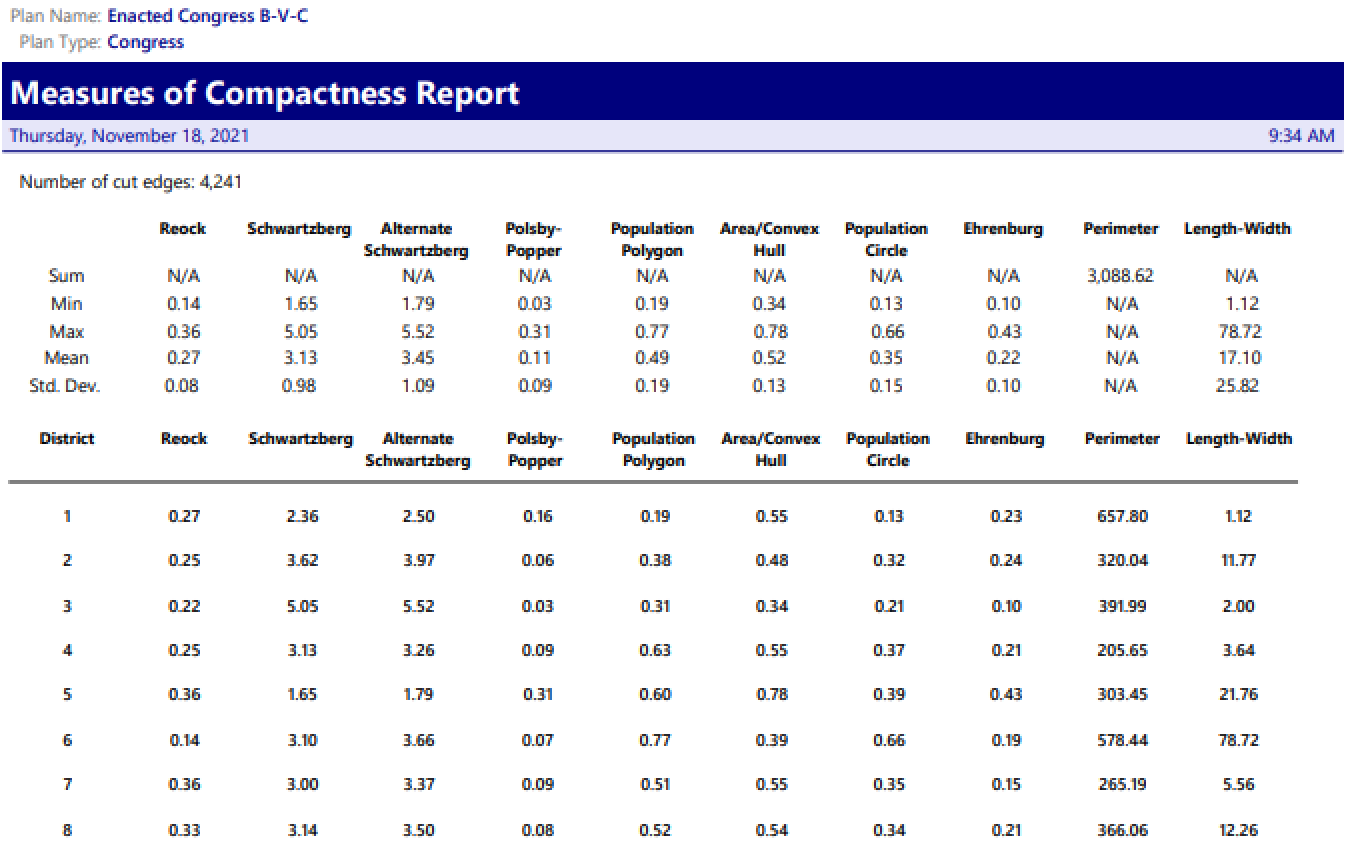 Plan Name: Enacted Congress B-V-C
Plan Type: Congress
Measures of Compactness Report
Thursday, November 18, 2021 9:34 AM
Number of cut edges: 4,241
Reock Schwartzberg Alternate Polsby- Population Area/Convex Population Ehrenburg Perimeter Length-Width
Schwartzberg Popper Polygon Hull Circle
Sum N/A N/A N/A N/A N/A N/A N/A N/A 3,088.62 N/A
Min 0.14 1.65 1.79 0.03 0.19 0.34 0.13 0.10 N/A 1.12
Max 0.36 5.05 5.52 0.31 0.77 0.78 0.66 0.43 N/A 78.72
Mean 0.27 3.13 3.45 0.11 0.49 0.52 0.35 0.22 N/A 17.10
Std. Dev. 0.08 0.98 1.09 0.09 0.19 0.13 0.15 0.10 N/A 25.82
District Reock Schwartzberg Alternate Polsby- Population Area/Convex Population Ehrenburg Perimeter Length-Width
Schwartzberg Popper Polygon Hull Circle
1 0.27 2.36 2.50 0.16 0.19 0.55 0.13 0.23 657.80 1.12
2 0.25 3.62 3.97 0.06 0.38 0.48 0.32 0.24 320.04 11.77
3 0.22 5.05 5.52 0.03 0.31 0.34 0.21 0.10 391.99 2.00
4 0.25 3.13 3.26 0.09 0.63 0.55 0.37 0.21 205.65 3.64
5 0.36 1.65 1.79 0.31 0.60 0.78 0.39 0.43 303.45 21.76
6 0.14 3.10 3.66 0.07 0.77 0.39 0.66 0.19 578.44 78.72
7 0.36 3.00 3.37 0.09 0.51 0.55 0.35 0.15 265.19 5.56
8 0.33 3.14 3.50 0.08 0.52 0.54 0.34 0.21 366.06 12.26